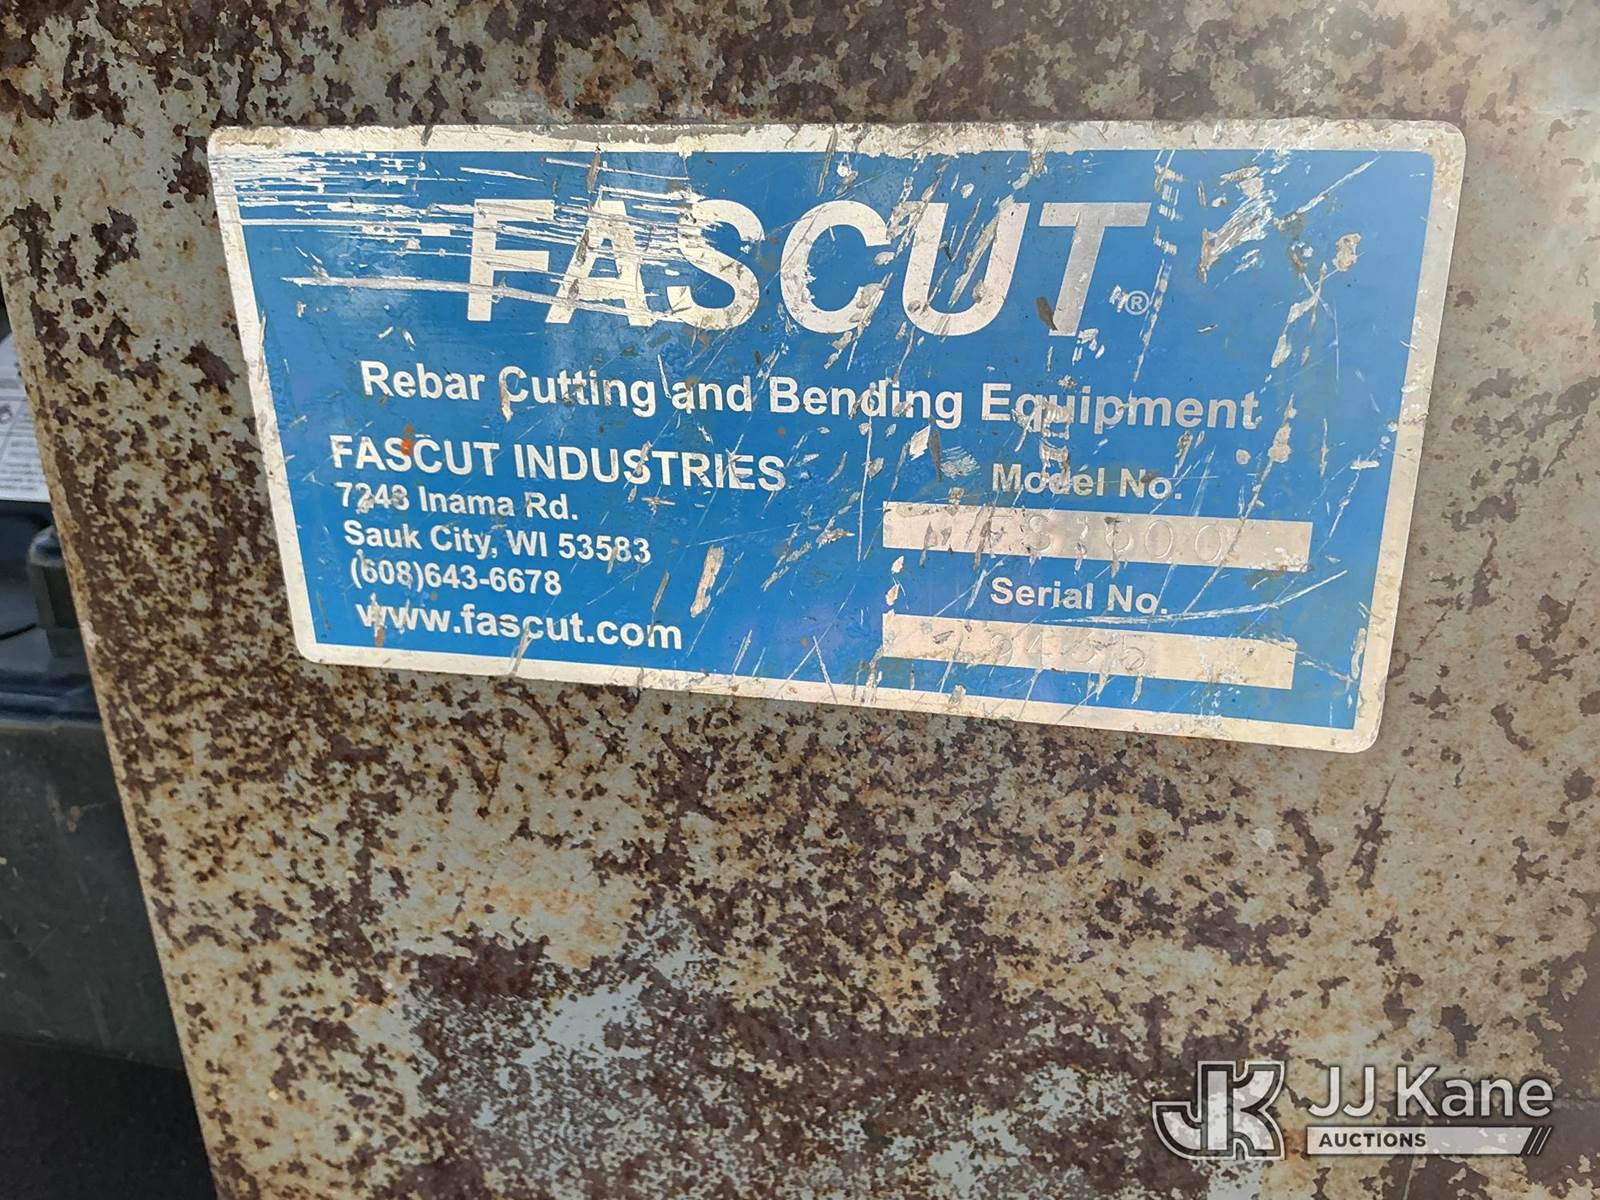 FASCUT®
Rebar Cutting and Bending Equipment
FASCUT INDUSTRIES
7248 Inama Rd.
Sauk City, WI 53583
(608)643-6678
www.fascut.com
Model No.
Serial No.
JJ Kane
AUCTIONS